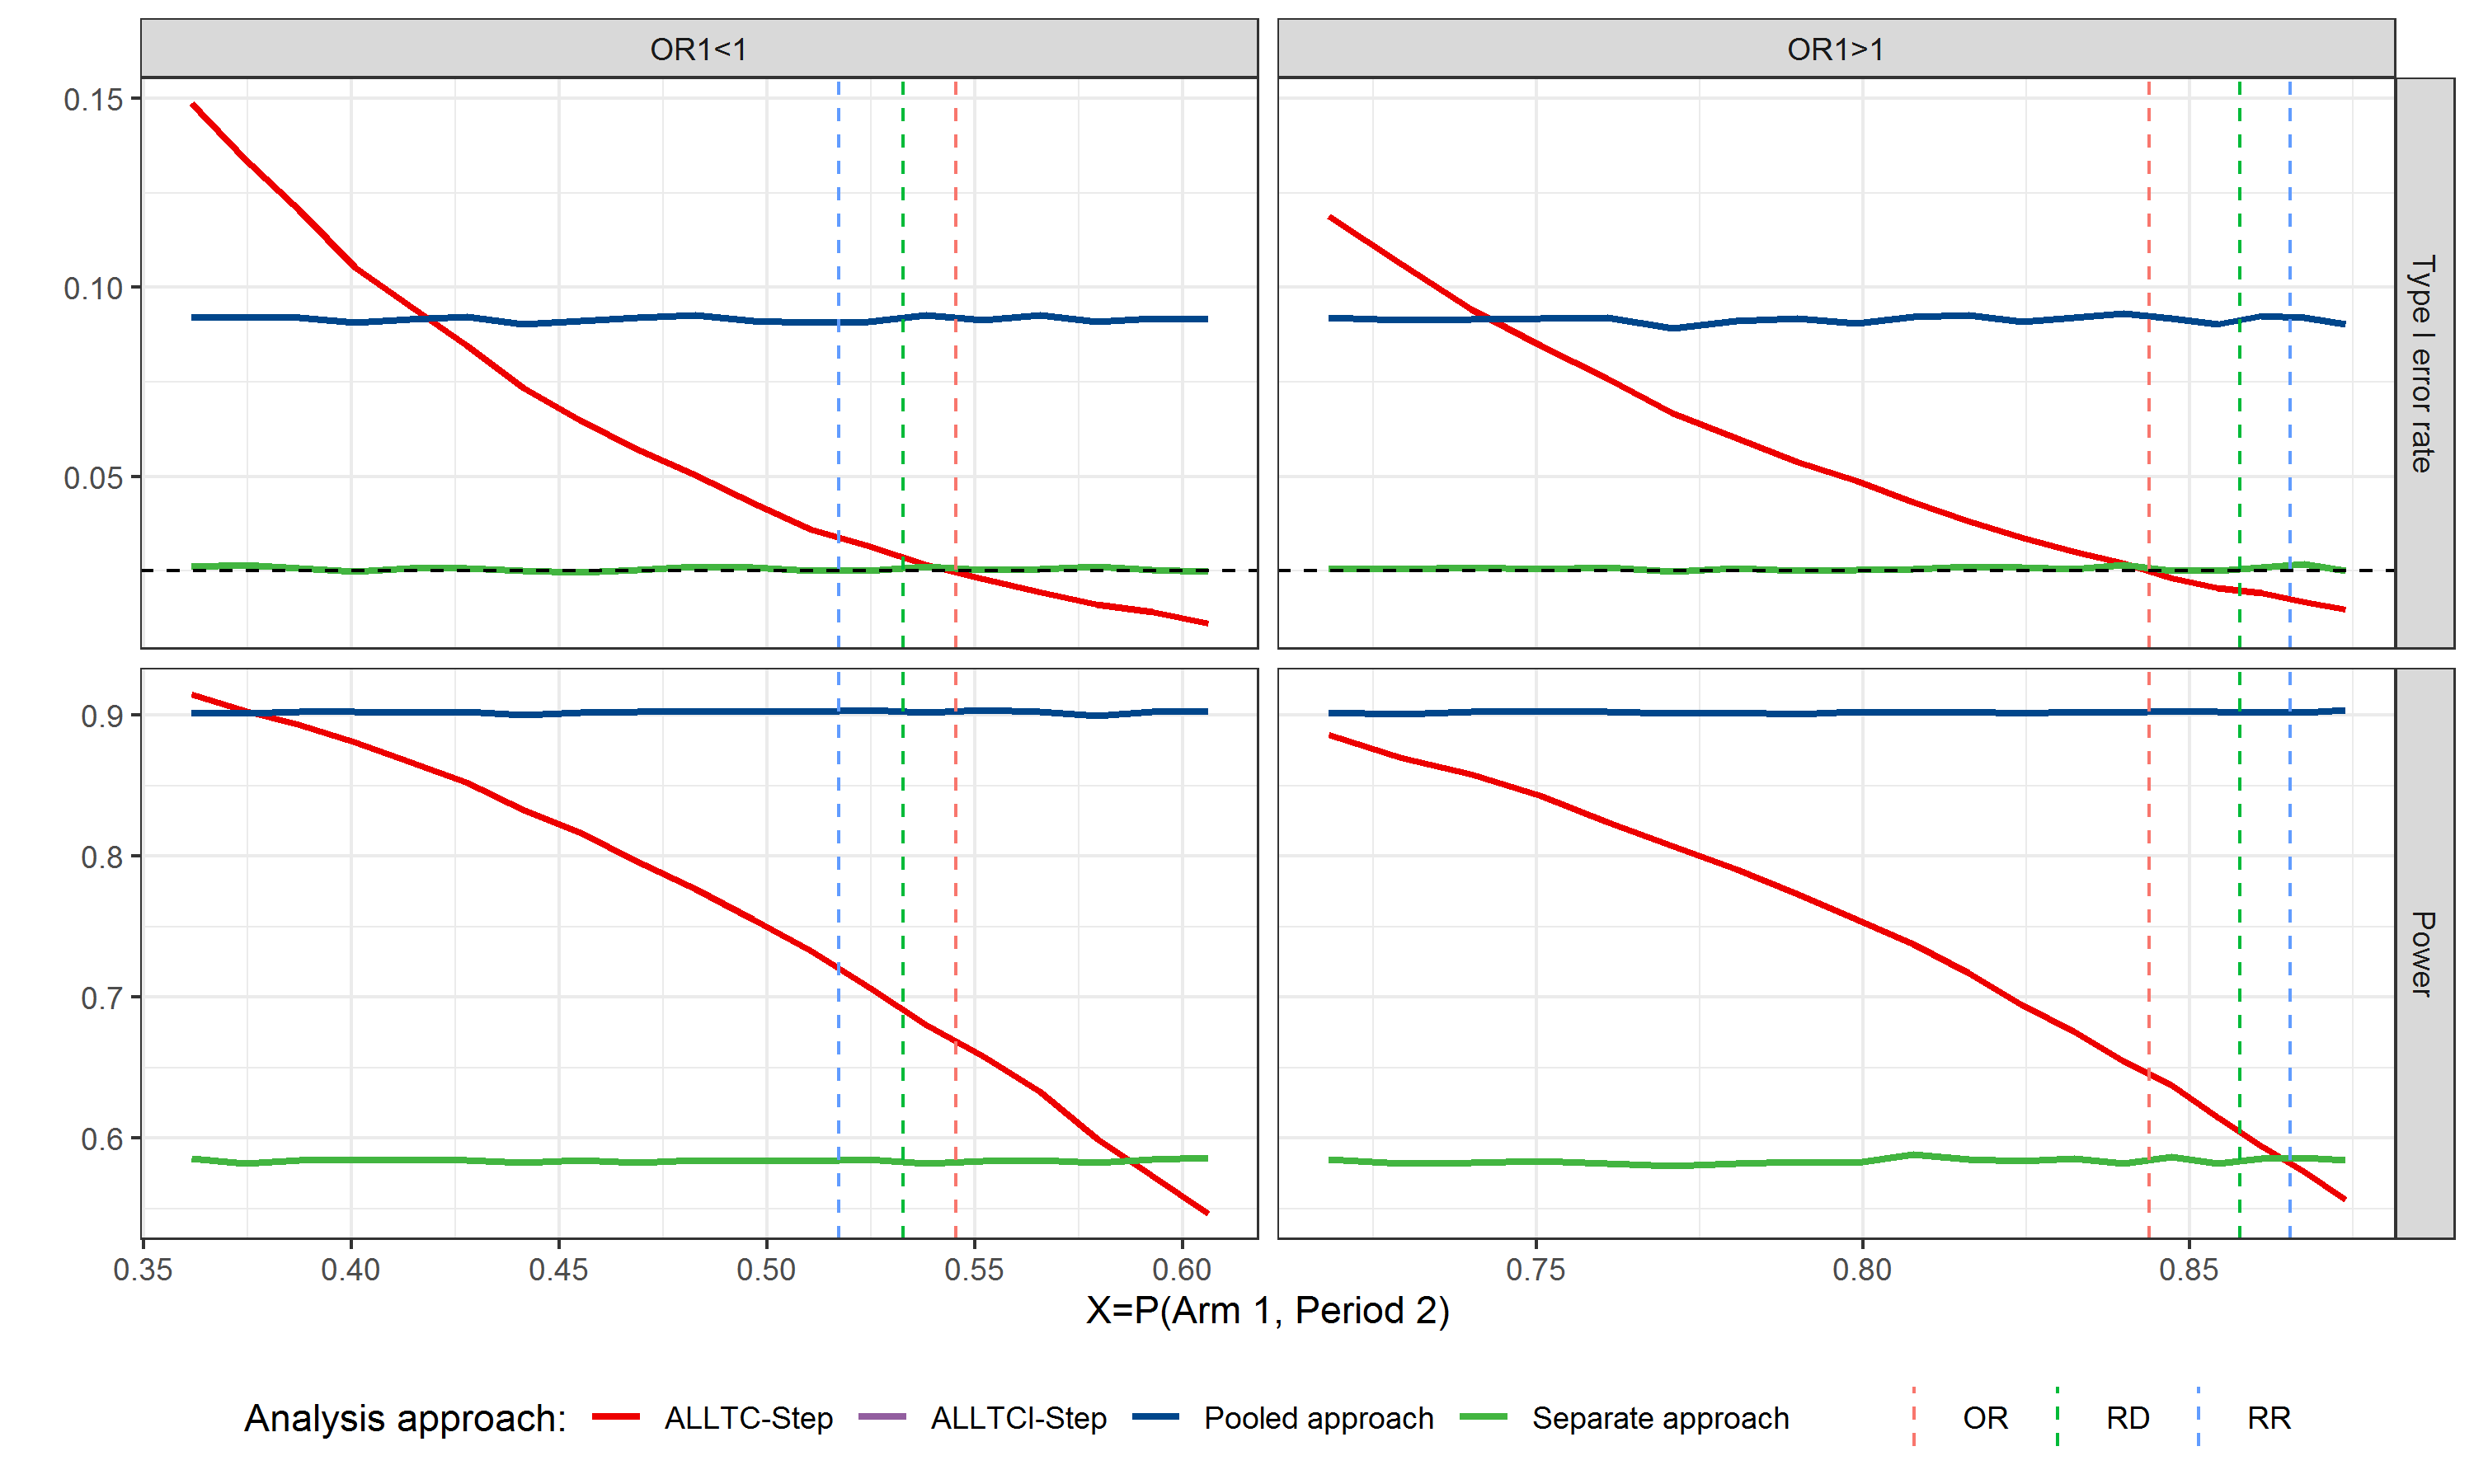 OR1<1
OR1>1
0.15
0.10
0.05
Type I error rate
0.9
0.8
0.7
0.6
Power
0.35 0.40 0.45 0.50 0.55 0.60 0.75 0.80 0.85
X=P(Arm 1, Period 2)
Analysis approach: ALLTC-Step ALLTCI-Step Pooled approach Separate approach OR RD RR